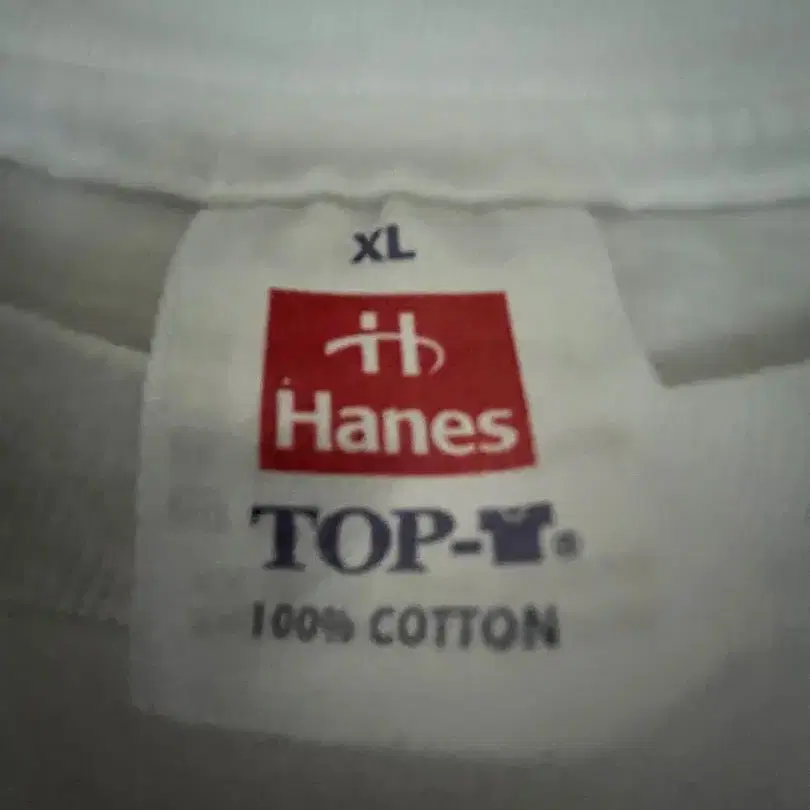 XL
Hanes
TOP-T®
100% COTTON